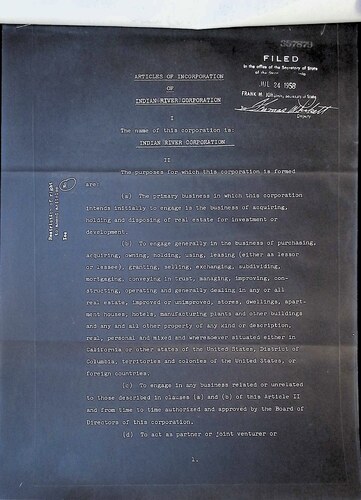 357879
FILED
in the office of the Secretary of State
of the State
JUL 24 1958
FRANK M. JORDAN, Secretary of State
Deputy
ARTICLES OF INCORPORATION
OF
INDIAN RIVER CORPORATION
I
The name of this corporation is:
INDIAN RIVER CORPORATION
II
The purposes for which this corporation is formed
are:
(a) The primary business in which this corporation
intends initially to engage is the business of acquiring,
holding and disposing of real estate for investment or
development.
(b) To engage generally in the business of purchasing,
acquiring, owning, holding, using, leasing (either as lessor
or lessee), granting, selling, exchanging, subdividing,
mortgaging, conveying in trust, managing, improving, con-
structing, operating and generally dealing in any or all
real estate, improved or unimproved, stores, dwellings, apart-
ment houses, hotels, manufacturing plants and other buildings
and any and all other property of any kind or description,
real, personal and mixed and wheresoever situated either in
California or other states of the United States, District of
Columbia, territories and colonies of the United States, or
foreign countries.
(c) To engage in any business related or unrelated
to those described in clauses (a) and (b) of this Article II
and from time to time authorized and approved by the Board of
Directors of this corporation.
(d) To act as partner or joint venturer or
1.